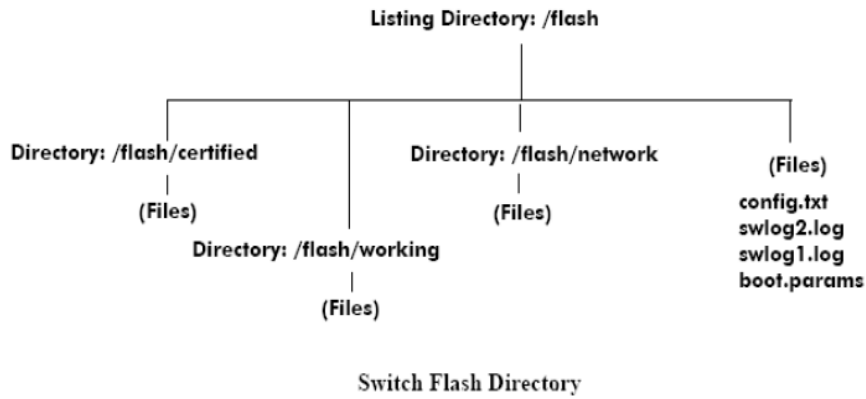 Listing Directory: /flash
Directory: /flash/certified
(Files)
Directory: /flash/working
(Files)
Directory: /flash/network
(Files)
(Files)
config.txt
swlog2.log
swlog1.log
boot.params
Switch Flash Directory